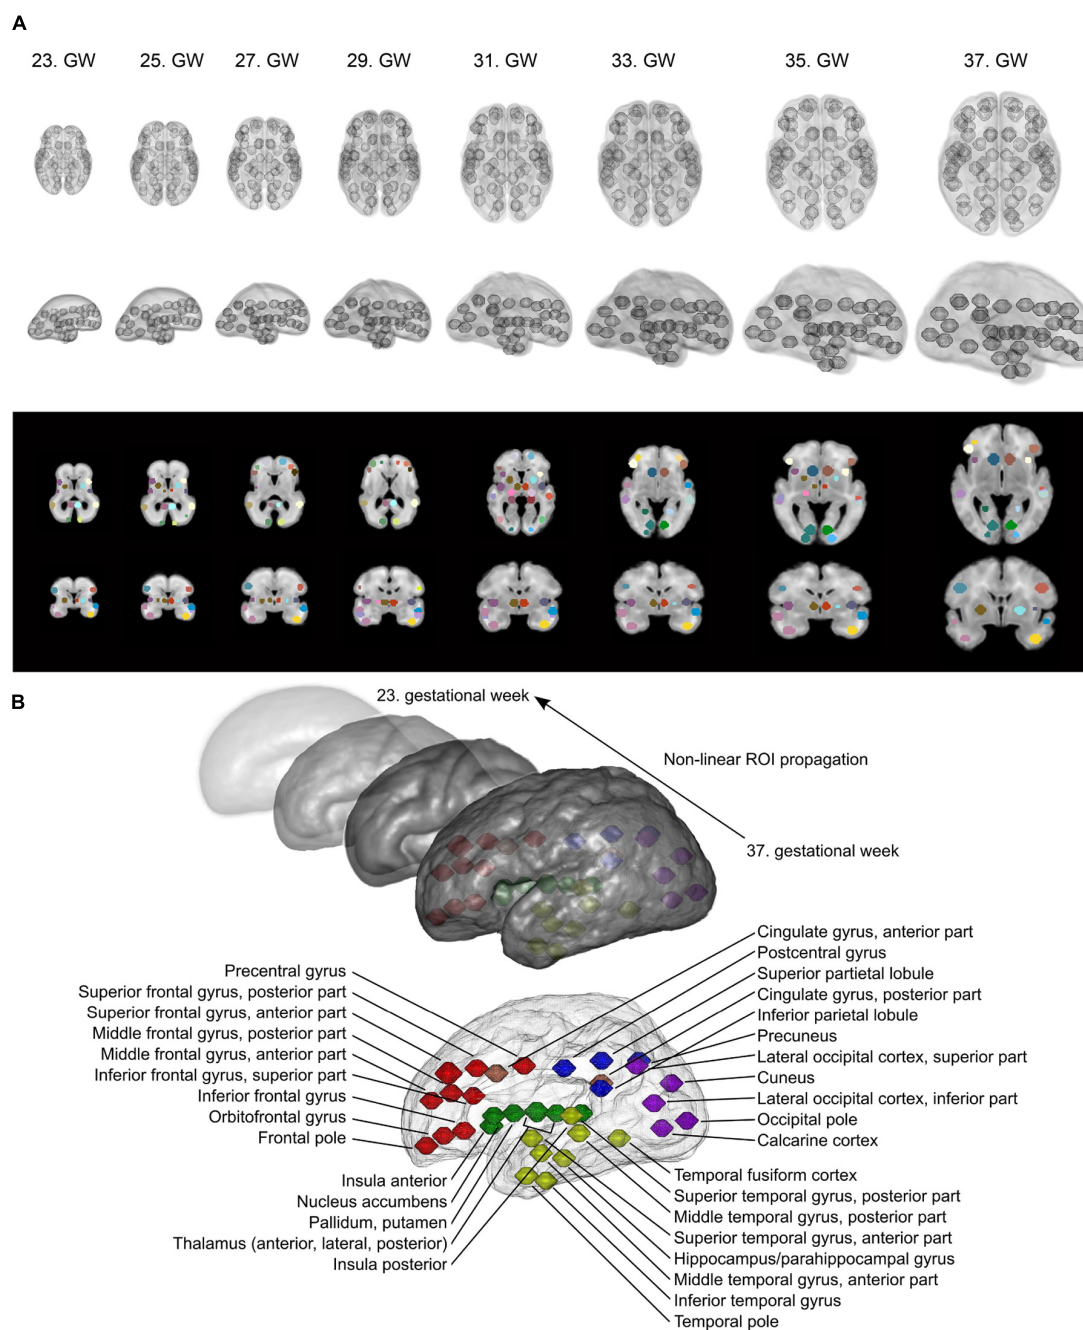 A
23. GW 25. GW 27. GW 29. GW 31. GW 33. GW 35. GW 37. GW
B
23. gestational week
Non-linear ROI propagation
37. gestational week
Precentral gyrus
Superior frontal gyrus, posterior part
Superior frontal gyrus, anterior part
Middle frontal gyrus, posterior part
Middle frontal gyrus, anterior part
Inferior frontal gyrus, superior part
Inferior frontal gyrus
Orbitofrontal gyrus
Frontal pole
Insula anterior
Nucleus accumbens
Pallidum, putamen
Thalamus (anterior, lateral, posterior)
Insula posterior
Cingulate gyrus, anterior part
Postcentral gyrus
Superior partietal lobule
Cingulate gyrus, posterior part
Inferior parietal lobule
Precuneus
Lateral occipital cortex, superior part
Cuneus
Lateral occipital cortex, inferior part
Occipital pole
Calcarine cortex
Temporal fusiform cortex
Superior temporal gyrus, posterior part
Middle temporal gyrus, posterior part
Superior temporal gyrus, anterior part
Hippocampus/parahippocampal gyrus
Middle temporal gyrus, anterior part
Inferior temporal gyrus
Temporal pole